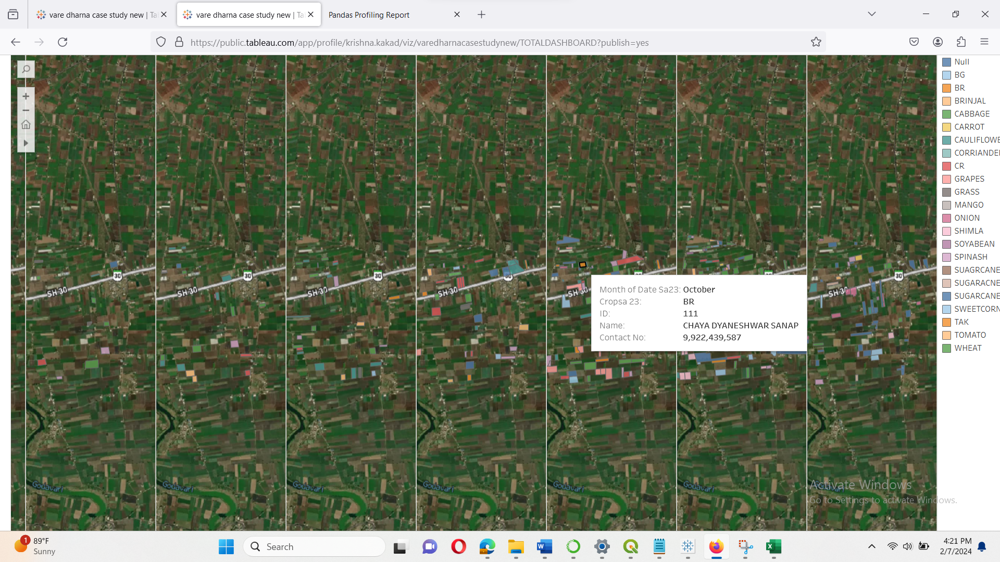 vare dharna case study new | Ta
vare dharna case study new | Ta
Pandas Profiling Report
https://public.tableau.com/app/profile/krishna.kakad/viz/varedharnacasestudynew/TOTALDASHBOARD?publish=yes
Null
BG
BR
BRINJAL
CABBAGE
CARROT
CAULIFLOWE
CORRIANDE
CR
GRAPES
GRASS
MANGO
ONION
SHIMLA
SOYABEAN
SPINASH
SUAGRCANE
SUGARACNE
SUGARCANE
SWEETCORN
TAK
TOMATO
WHEAT
30 30 30 30 30
SH 30 SH 30 SH 30 SH 30 SH 30 SH 30
Month of Date Sa23: October
Cropsa 23: BR
ID: 111
Name: CHAYA DYANESHWAR SANAP
Contact No: 9,922,439,587
Godavari Godavari Godavari Godavari Godavari Godavari
Activate Windows
Go to Settings to activate Windows.
1
89°F
Sunny
Search
4:21 PM
2/7/2024